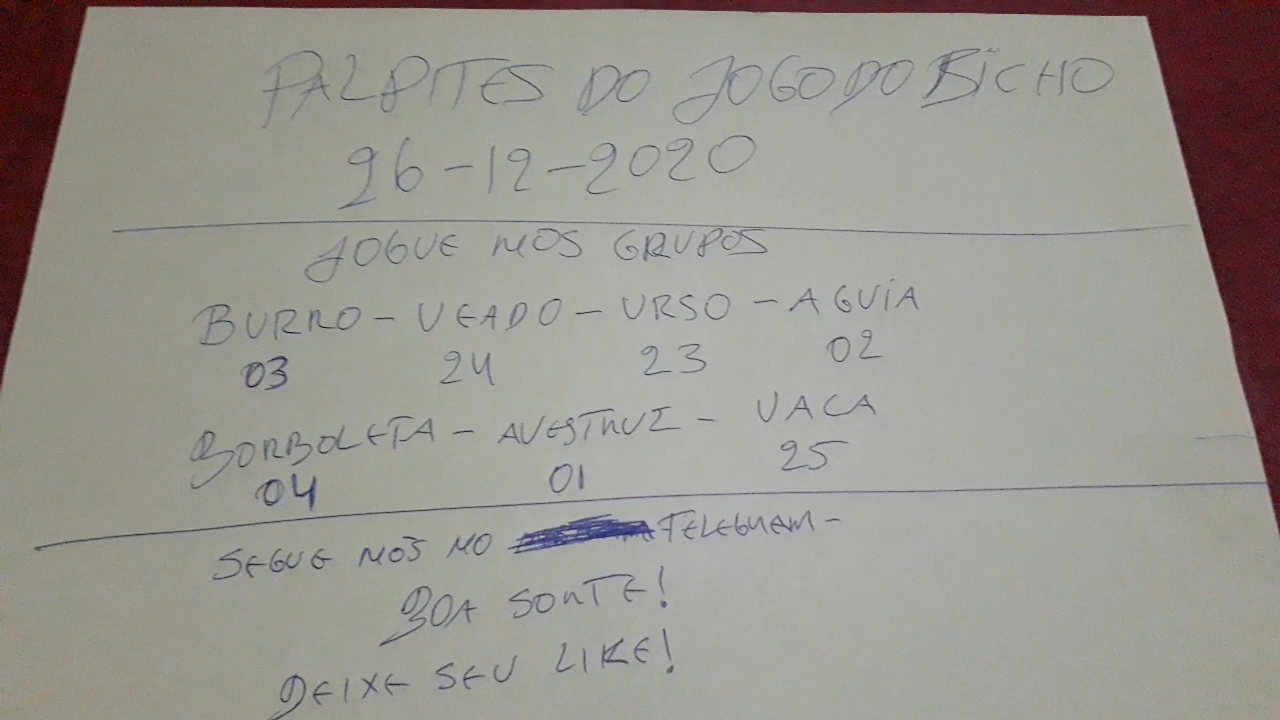 PALPITES DO JOGO DO BICHO
26-12-2020
JOGUE NOS GRUPOS
BURRO - VEADO - URSO - AGUIA
03 24 23 02
BORBOLETA - AVESTRUZ - VACA
04 01 25
SEGUE NOS NO TELEGRAM -
BOA SORTE!
DEIXE SEU LIKE!